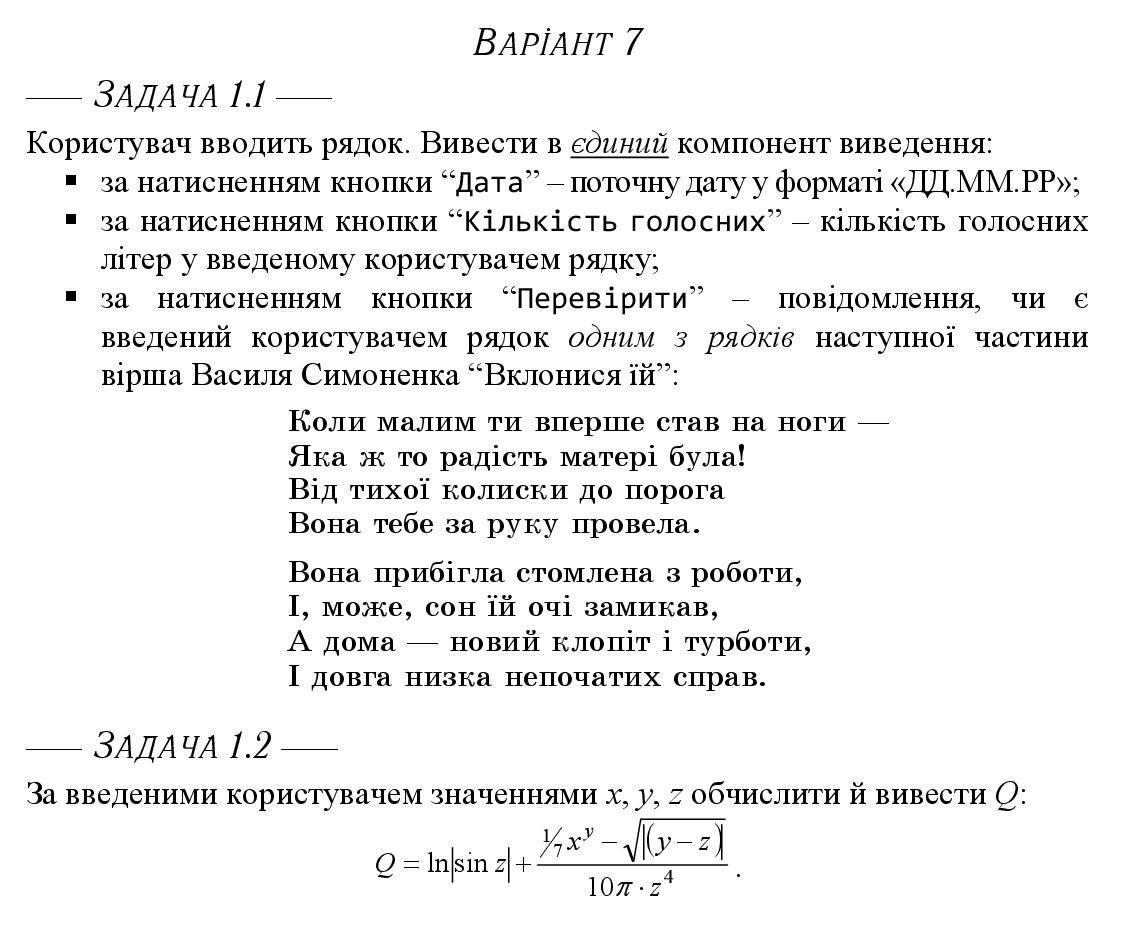 ВАРІАНТ 7
—— ЗАДАЧА 1.1 ——
Користувач вводить рядок. Вивести в єдиний компонент виведення:
▪ за натисненням кнопки “Дата” – поточну дату у форматі «ДД.ММ.РР»;
▪ за натисненням кнопки “Кількість голосних” – кількість голосних
літер у введеному користувачем рядку;
▪ за натисненням кнопки “Перевірити” – повідомлення, чи є
введений користувачем рядок одним з рядків наступної частини
вірша Василя Симоненка “Вклонися їй”:
Коли малим ти вперше став на ноги —
Яка ж то радість матері була!
Від тихої колиски до порога
Вона тебе за руку провела.
Вона прибігла стомлена з роботи,
І, може, сон їй очі замикав,
А дома — новий клопіт і турботи,
І довга низка непочатих справ.
—— ЗАДАЧА 1.2 ——
За введеними користувачем значеннями x, y, z обчислити й вивести Q:
Q = ln|sin z| + (1/7 x^y − √|(y − z)|) / (10π · z^4) .